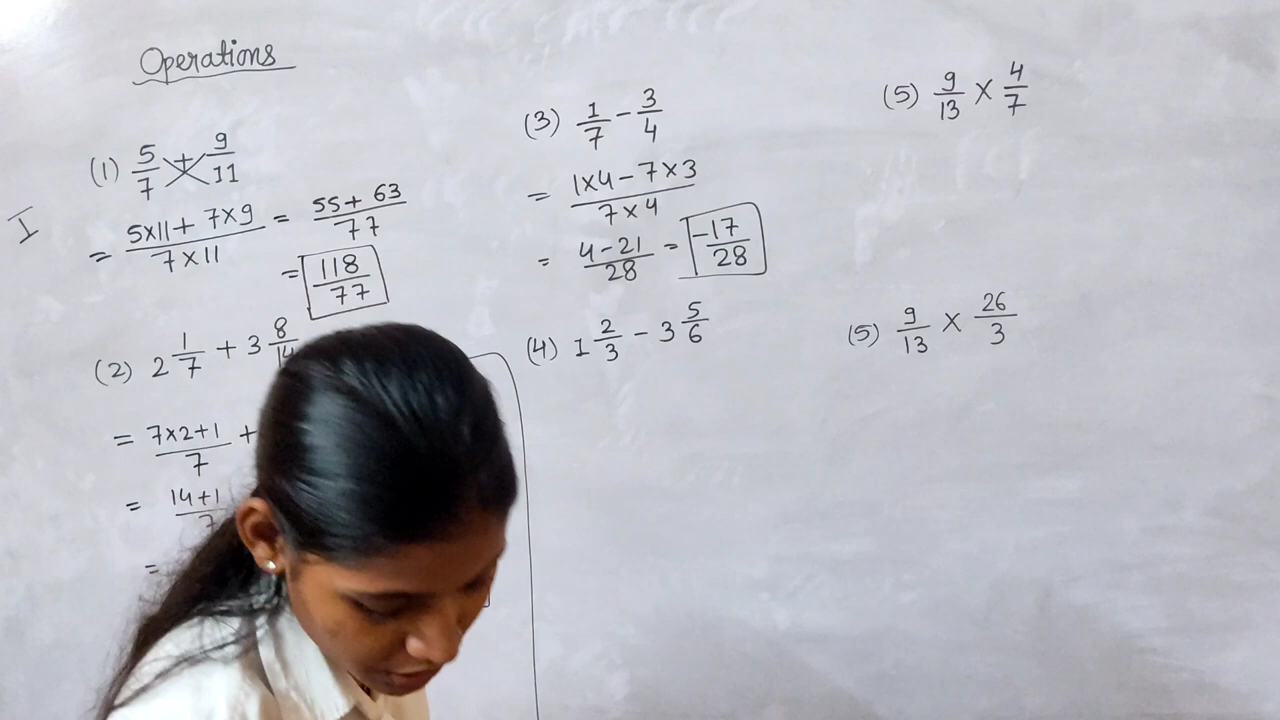 Operations
(1) 5/7 + 9/11
I
= (5×11 + 7×9)/(7×11) = (55 + 63)/77
= 118/77
(2) 2 1/7 + 3 8/14
= (7×2+1)/7 +
= (14+1)/7
=
(3) 1/7 - 3/4
= (1×4 - 7×3)/(7×4)
= (4-21)/28 = -17/28
(4) 1 2/3 - 3 5/6
(5) 9/13 × 4/7
(5) 9/13 × 26/3